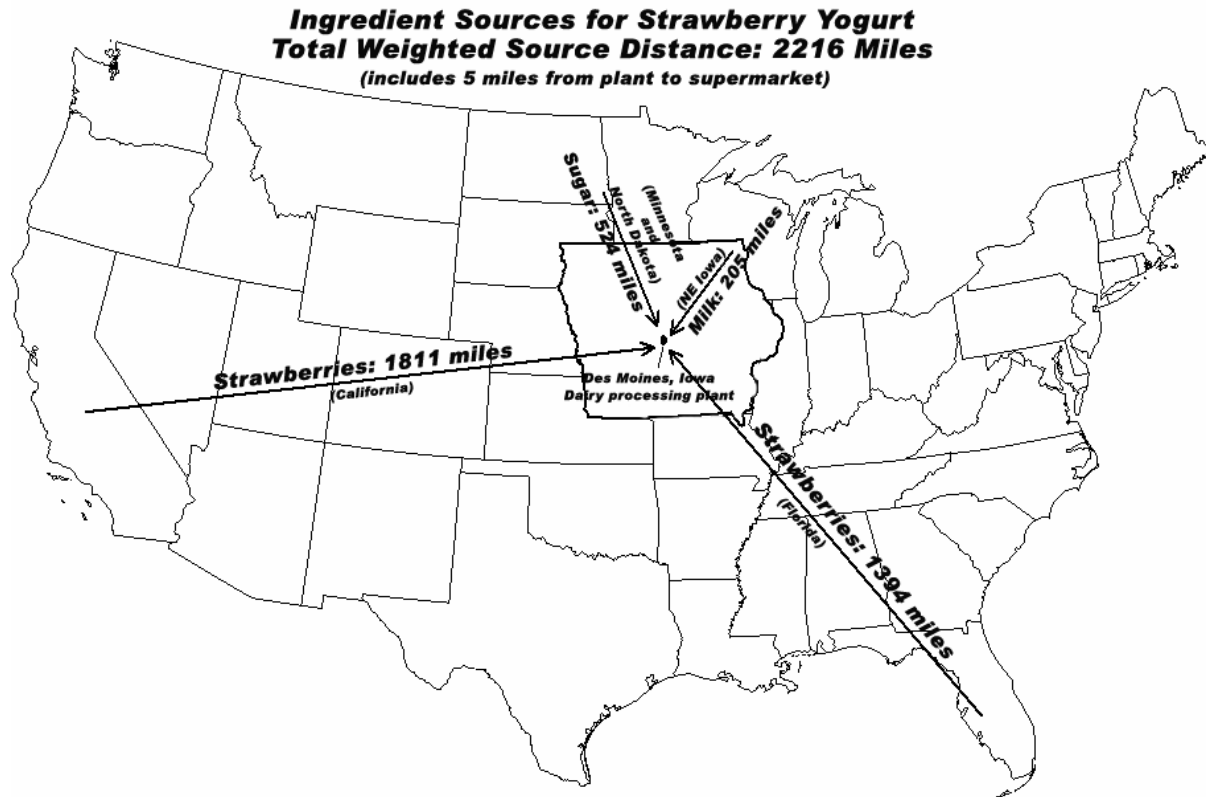 Ingredient Sources for Strawberry Yogurt
Total Weighted Source Distance: 2216 Miles
(includes 5 miles from plant to supermarket)
Sugar: 524 miles
(Minnesota
and
North Dakota)
(NE Iowa)
Milk: 205 miles
Strawberries: 1811 miles
(California)
Des Moines, Iowa
Dairy processing plant
Strawberries: 1394 miles
(Florida)